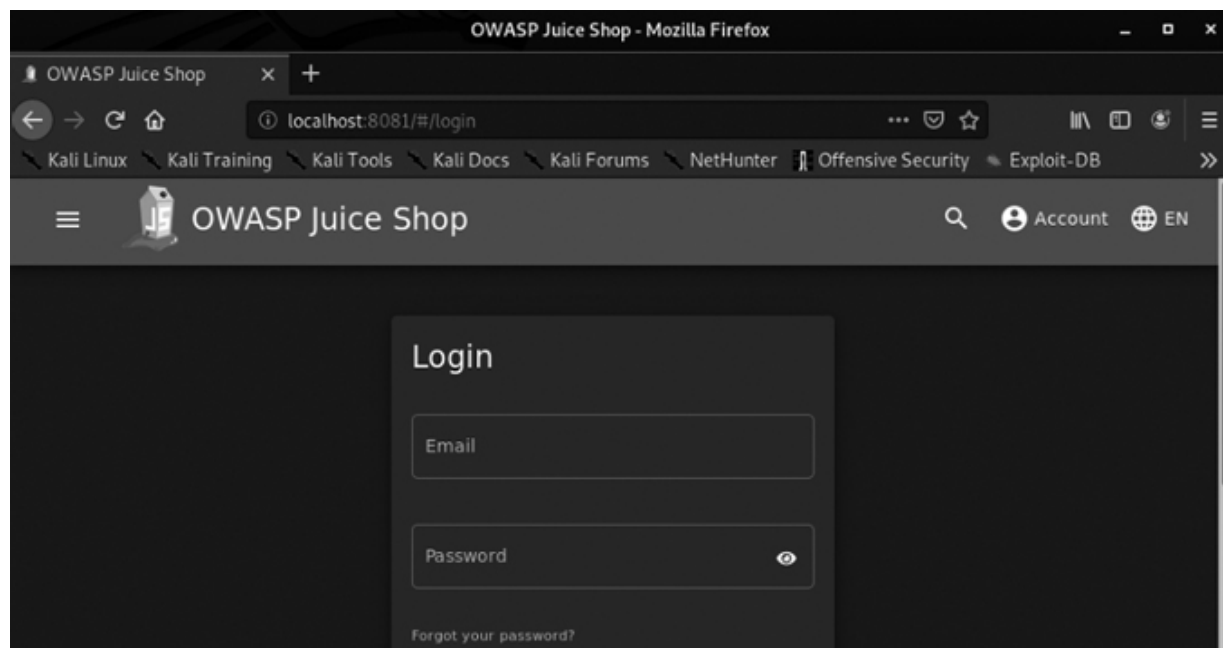 OWASP Juice Shop - Mozilla Firefox
OWASP Juice Shop
localhost:8081/#/login
Kali Linux Kali Training Kali Tools Kali Docs Kali Forums NetHunter Offensive Security Exploit-DB
JS OWASP Juice Shop Account EN
Login
Email
Password
Forgot your password?